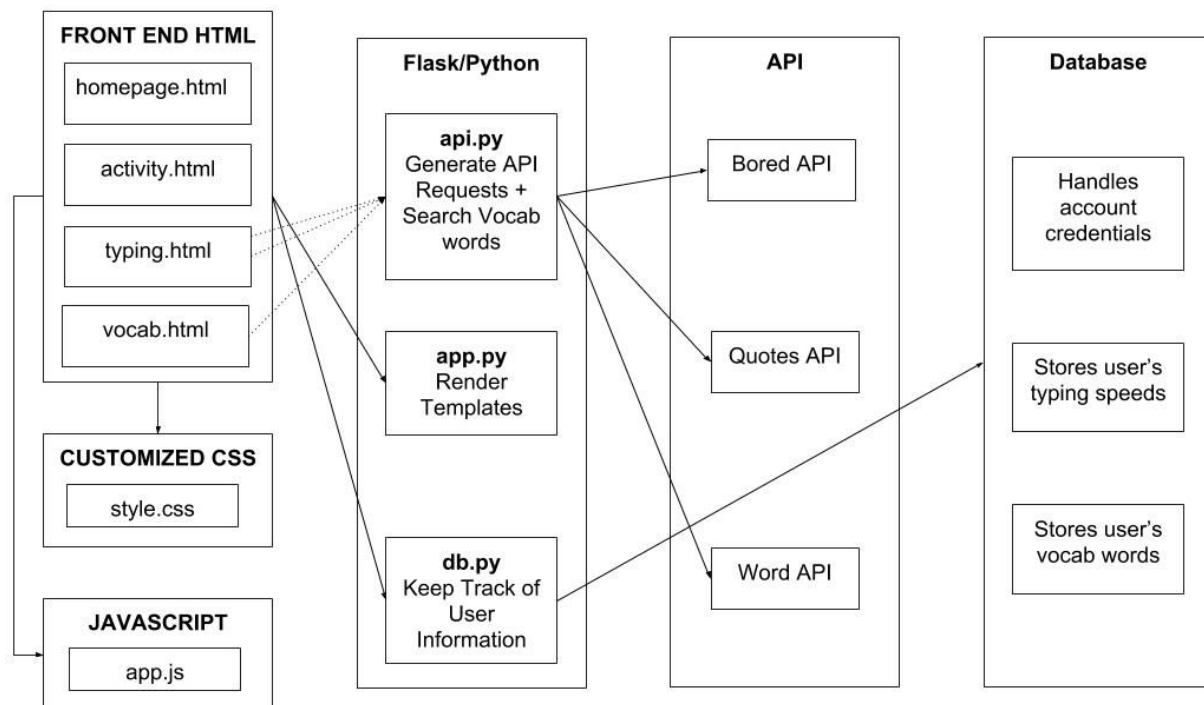 FRONT END HTML
homepage.html
activity.html
typing.html
vocab.html
CUSTOMIZED CSS
style.css
JAVASCRIPT
app.js
Flask/Python
api.py
Generate API
Requests +
Search Vocab
words
app.py
Render
Templates
db.py
Keep Track of
User
Information
API
Bored API
Quotes API
Word API
Database
Handles
account
credentials
Stores user’s
typing speeds
Stores user’s
vocab words